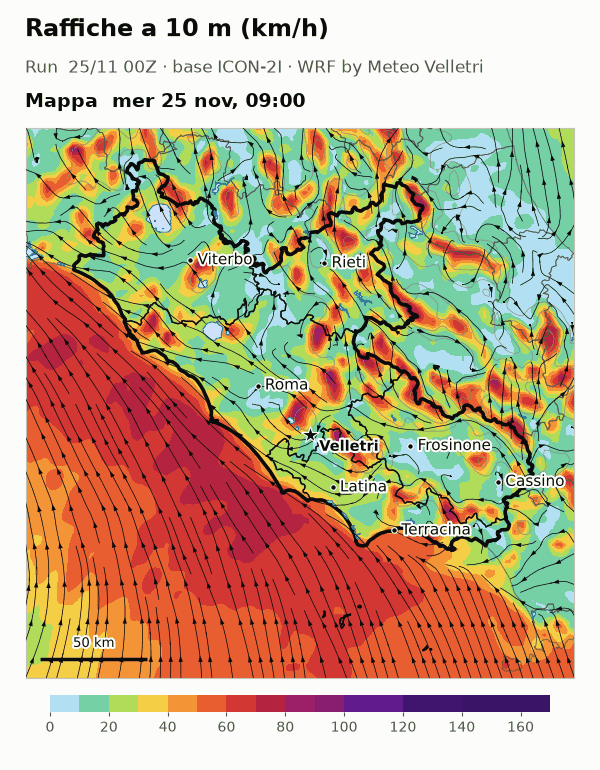 Raffiche a 10 m (km/h)
Run  25/11 00Z · base ICON-2I · WRF by Meteo Velletri
Mappa  mer 25 nov, 09:00
Viterbo
Rieti
Roma
Velletri
Frosinone
Latina
Cassino
Terracina
50 km
0 20 40 60 80 100 120 140 160